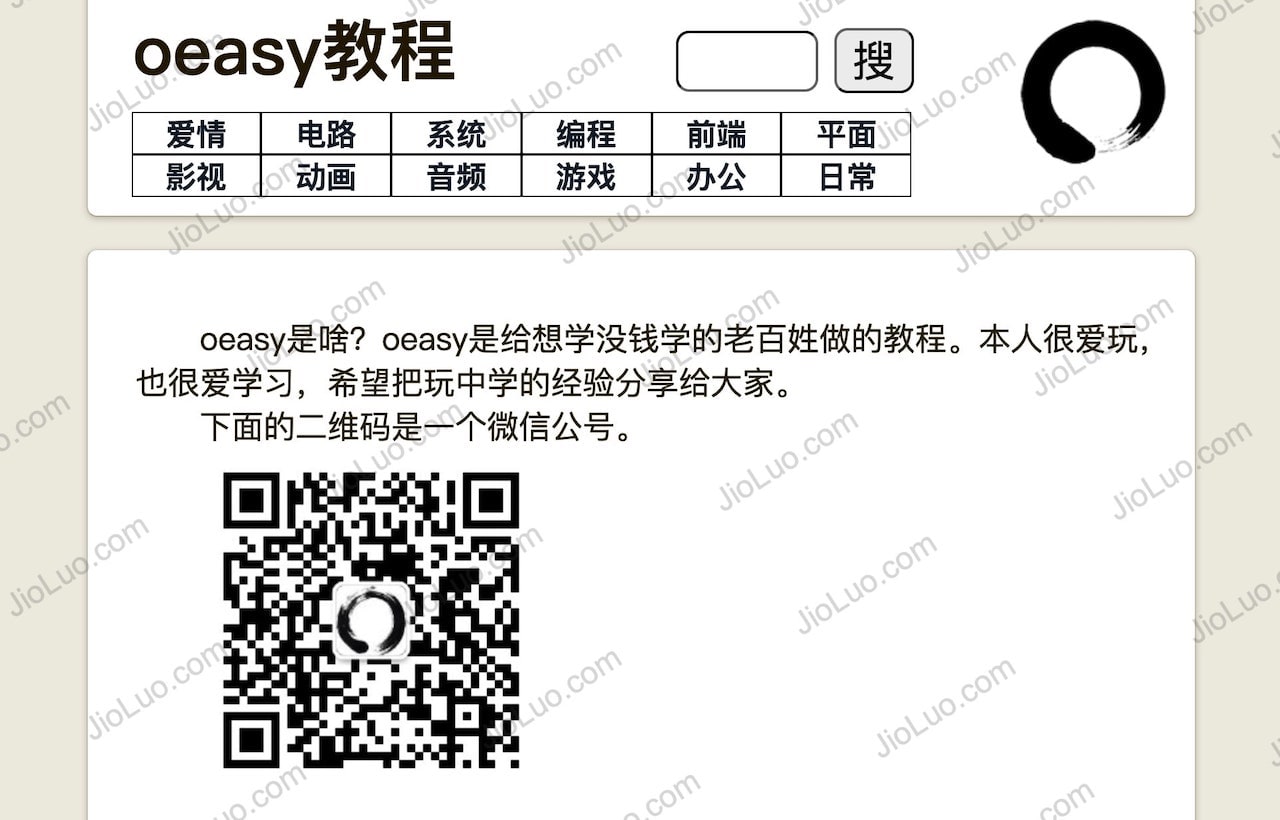 oeasy教程
搜
爱情 电路 系统 编程 前端 平面
影视 动画 音频 游戏 办公 日常
oeasy是啥？oeasy是给想学没钱学的老百姓做的教程。本人很爱玩，
也很爱学习，希望把玩中学的经验分享给大家。
下面的二维码是一个微信公号。
JioLuo.com